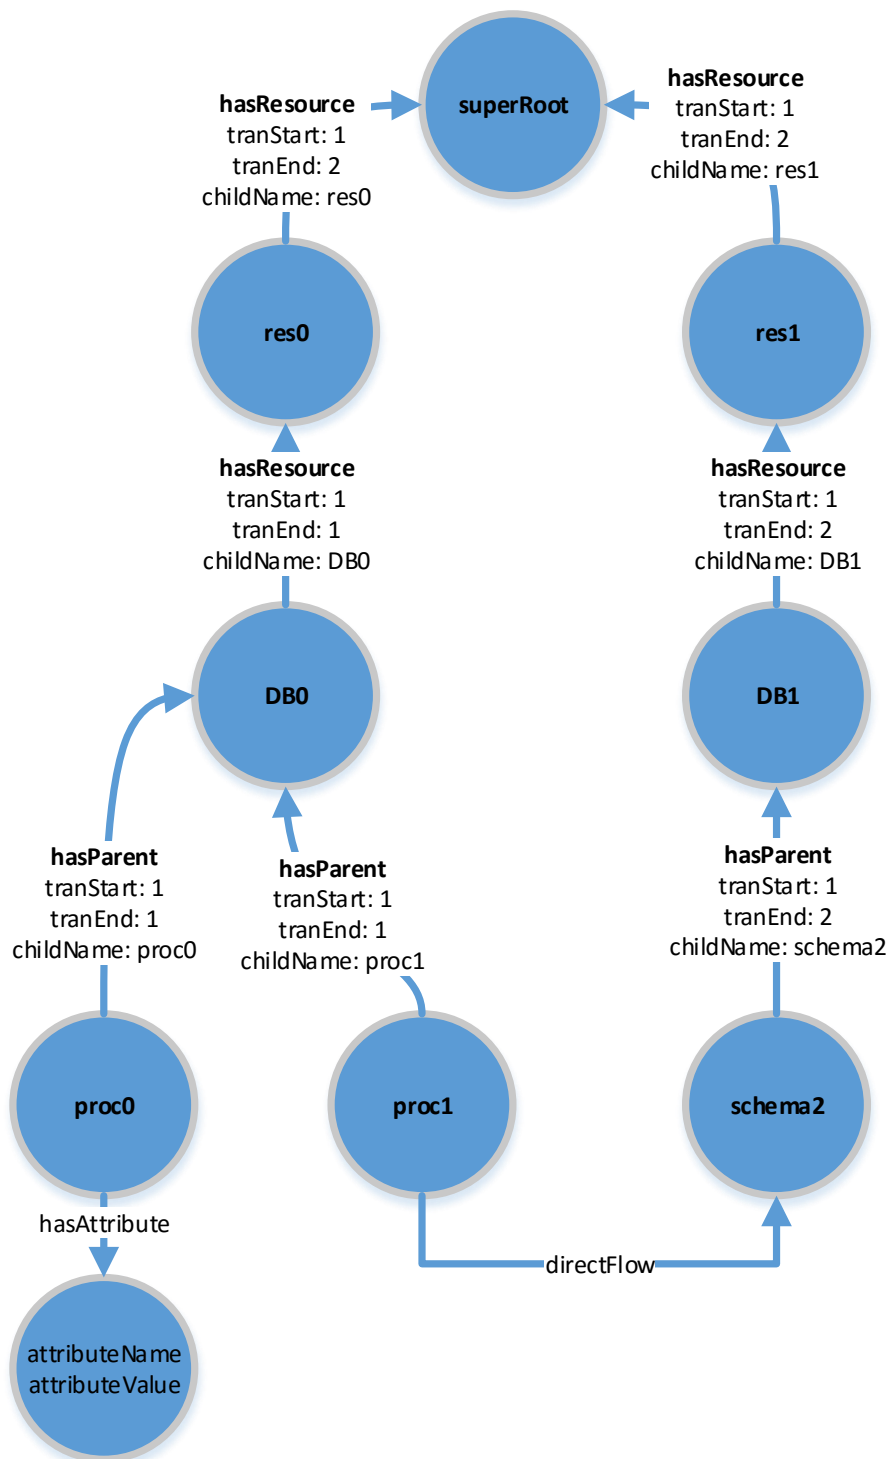 superRoot
hasResource
tranStart: 1
tranEnd: 2
childName: res0
hasResource
tranStart: 1
tranEnd: 2
childName: res1
res0
res1
hasResource
tranStart: 1
tranEnd: 1
childName: DB0
hasResource
tranStart: 1
tranEnd: 2
childName: DB1
DB0
DB1
hasParent
tranStart: 1
tranEnd: 1
childName: proc0
hasParent
tranStart: 1
tranEnd: 1
childName: proc1
hasParent
tranStart: 1
tranEnd: 2
childName: schema2
proc0
proc1
schema2
hasAttribute
directFlow
attributeName
attributeValue